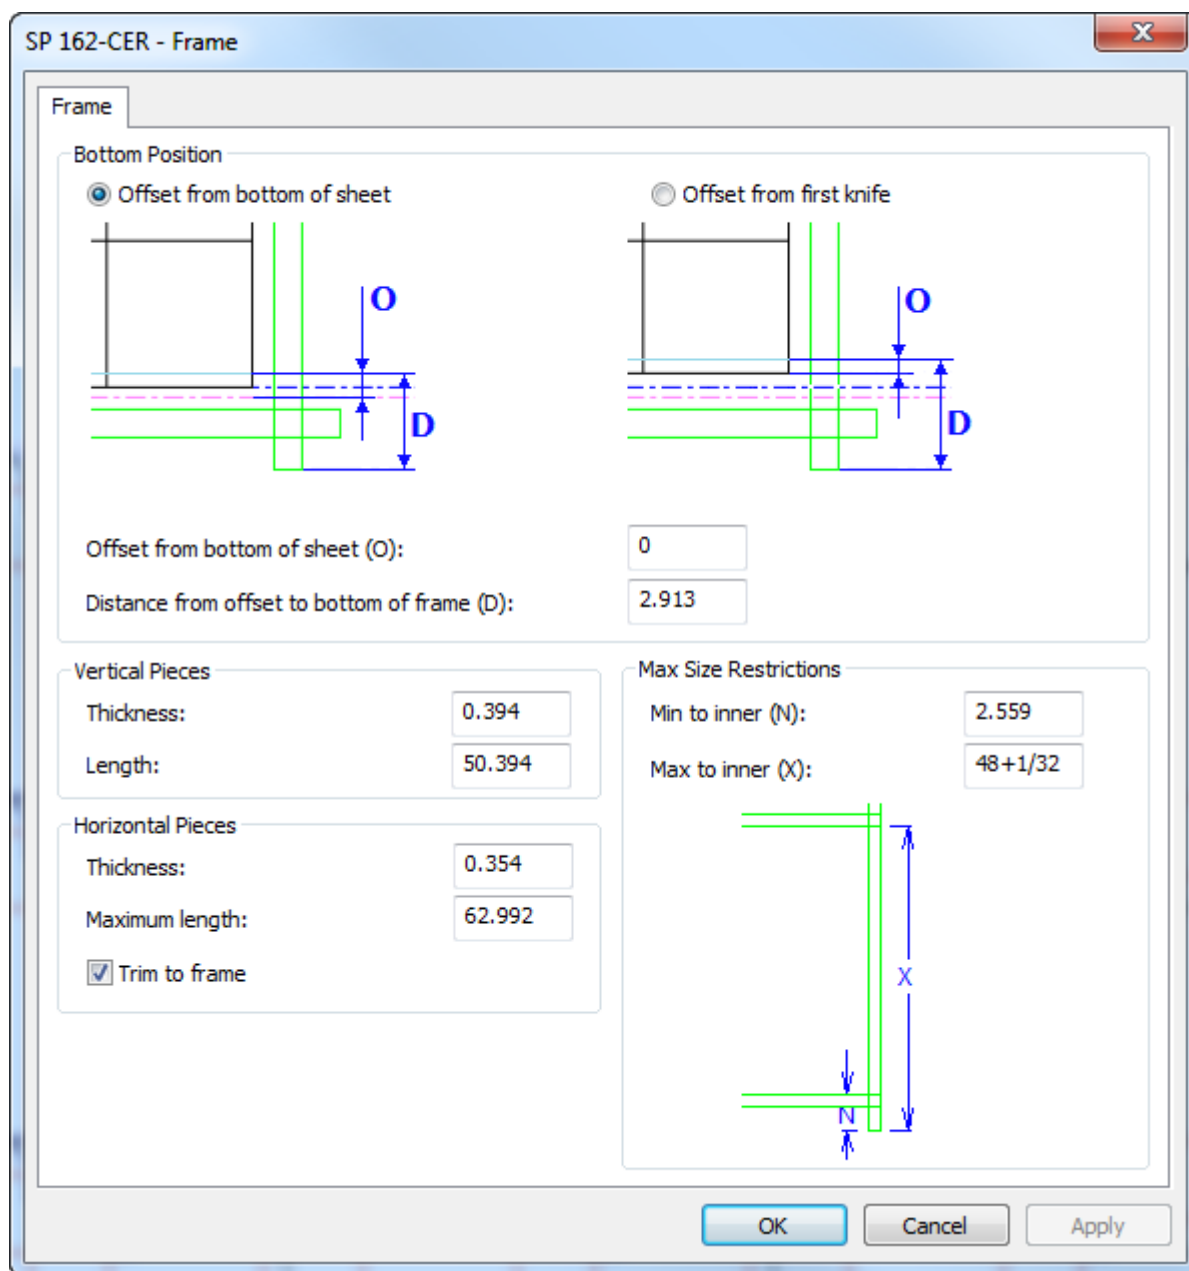 SP 162-CER - Frame
x
Frame
Bottom Position
Offset from bottom of sheet
Offset from first knife
O
D
O
D
Offset from bottom of sheet (O):
0
Distance from offset to bottom of frame (D):
2.913
Vertical Pieces
Thickness:
0.394
Length:
50.394
Horizontal Pieces
Thickness:
0.354
Maximum length:
62.992
Trim to frame
Max Size Restrictions
Min to inner (N):
2.559
Max to inner (X):
48+1/32
X
N
OK
Cancel
Apply